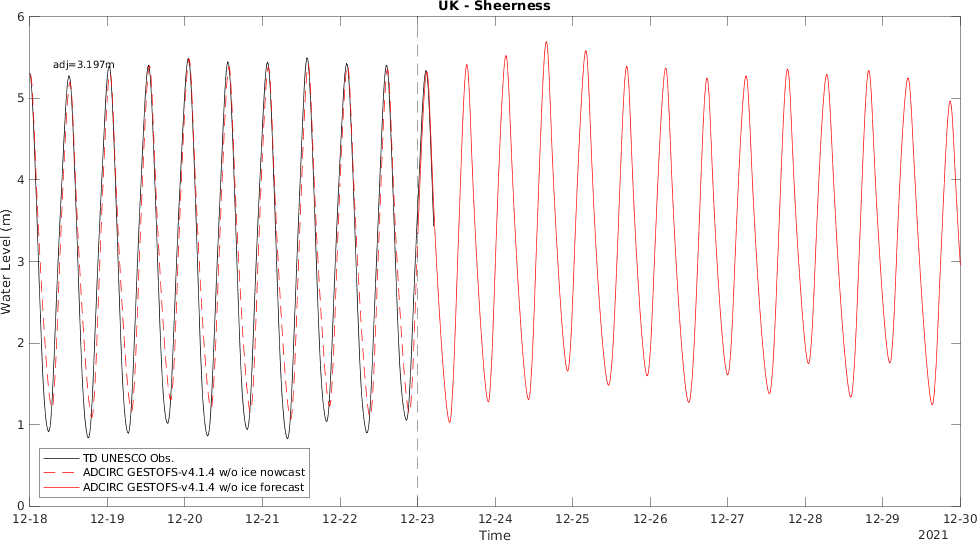 UK - Sheerness
6
adj=3.197m
5
4
3
2
1
0
Water Level (m)
TD UNESCO Obs.
ADCIRC GESTOFS-v4.1.4 w/o ice nowcast
ADCIRC GESTOFS-v4.1.4 w/o ice forecast
12-18 12-19 12-20 12-21 12-22 12-23 12-24 12-25 12-26 12-27 12-28 12-29 12-30
Time
2021